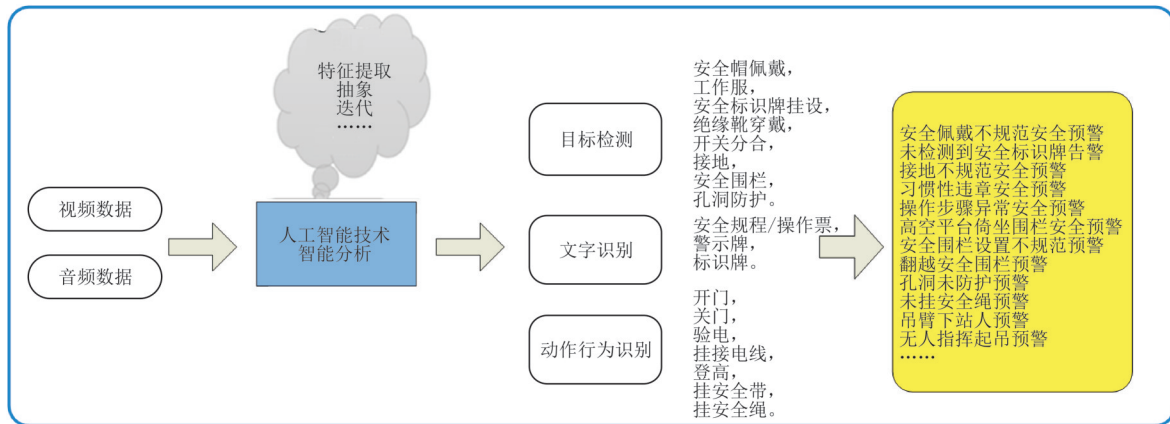 特征提取
抽象
迭代
……
视频数据
音频数据
人工智能技术
智能分析
目标检测
安全帽佩戴，
工作服，
安全标识牌挂设，
绝缘靴穿戴，
开关分合，
接地，
安全围栏，
孔洞防护。
文字识别
安全规程/操作票，
警示牌，
标识牌。
动作行为识别
开门，
关门，
验电，
挂接电线，
登高，
挂安全带，
挂安全绳。
安全佩戴不规范安全预警
未检测到安全标识牌告警
接地不规范安全预警
习惯性违章安全预警
操作步骤异常安全预警
高空平台倚坐围栏安全预警
安全围栏设置不规范预警
翻越安全围栏预警
孔洞未防护预警
未挂安全绳预警
吊臂下站人预警
无人指挥起吊预警
……